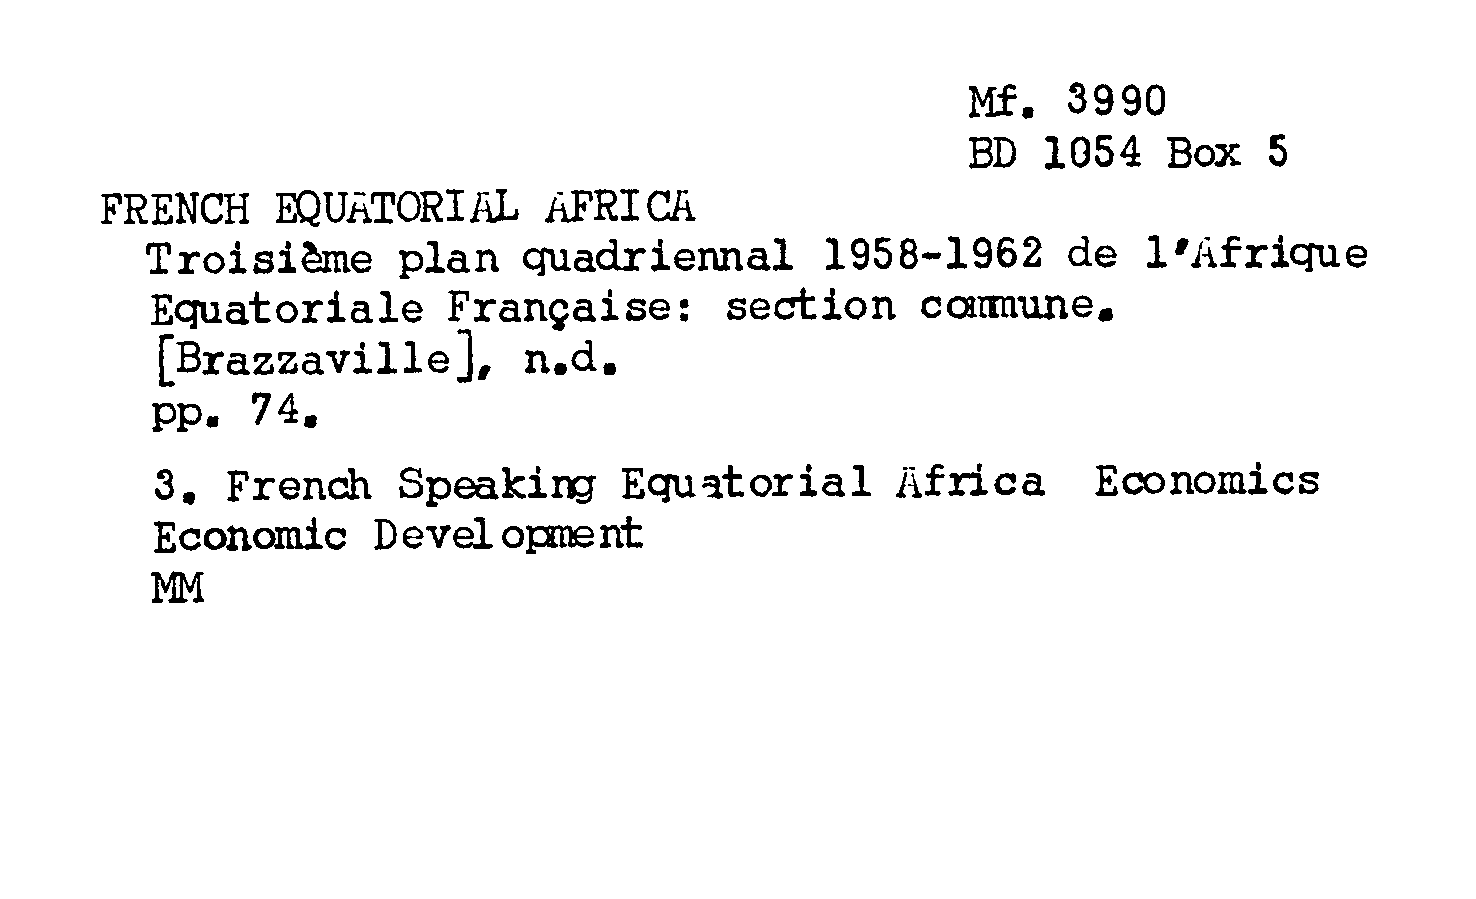 Mf. 3990
BD 1054 Box 5
FRENCH EQUATORIAL AFRICA
Troisième plan quadriennal 1958-1962 de l'Afrique
Equatoriale Française: section commune.
[Brazzaville], n.d.
pp. 74.
3. French Speaking Equatorial Africa  Economics
Economic Development
MM